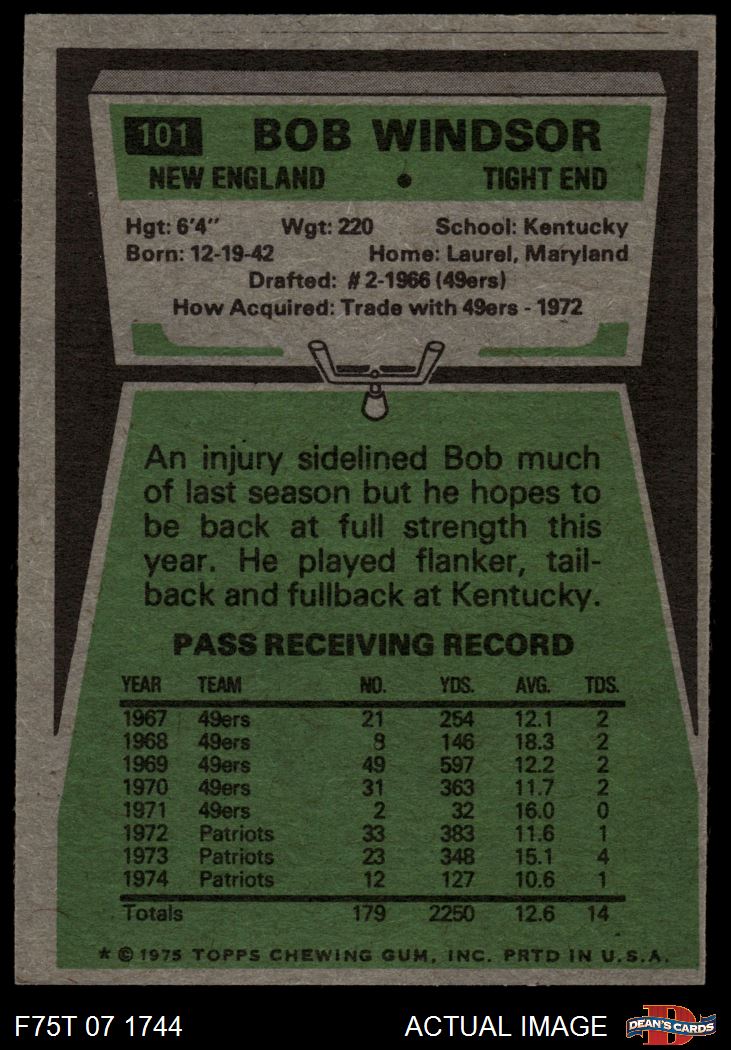 101 BOB WINDSOR
NEW ENGLAND • TIGHT END
Hgt: 6'4" Wgt: 220 School: Kentucky
Born: 12-19-42 Home: Laurel, Maryland
Drafted: #2-1966 (49ers)
How Acquired: Trade with 49ers - 1972
An injury sidelined Bob much
of last season but he hopes to
be back at full strength this
year. He played flanker, tail-
back and fullback at Kentucky.
PASS RECEIVING RECORD
YEAR TEAM NO. YDS. AVG. TDS.
1967 49ers 21 254 12.1 2
1968 49ers 8 146 18.3 2
1969 49ers 49 597 12.2 2
1970 49ers 31 363 11.7 2
1971 49ers 2 32 16.0 0
1972 Patriots 33 383 11.6 1
1973 Patriots 23 348 15.1 4
1974 Patriots 12 127 10.6 1
Totals 179 2250 12.6 14
* © 1975 TOPPS CHEWING GUM, INC. PRTD IN U.S.A.
F75T 07 1744 ACTUAL IMAGE D DEAN'S CARDS